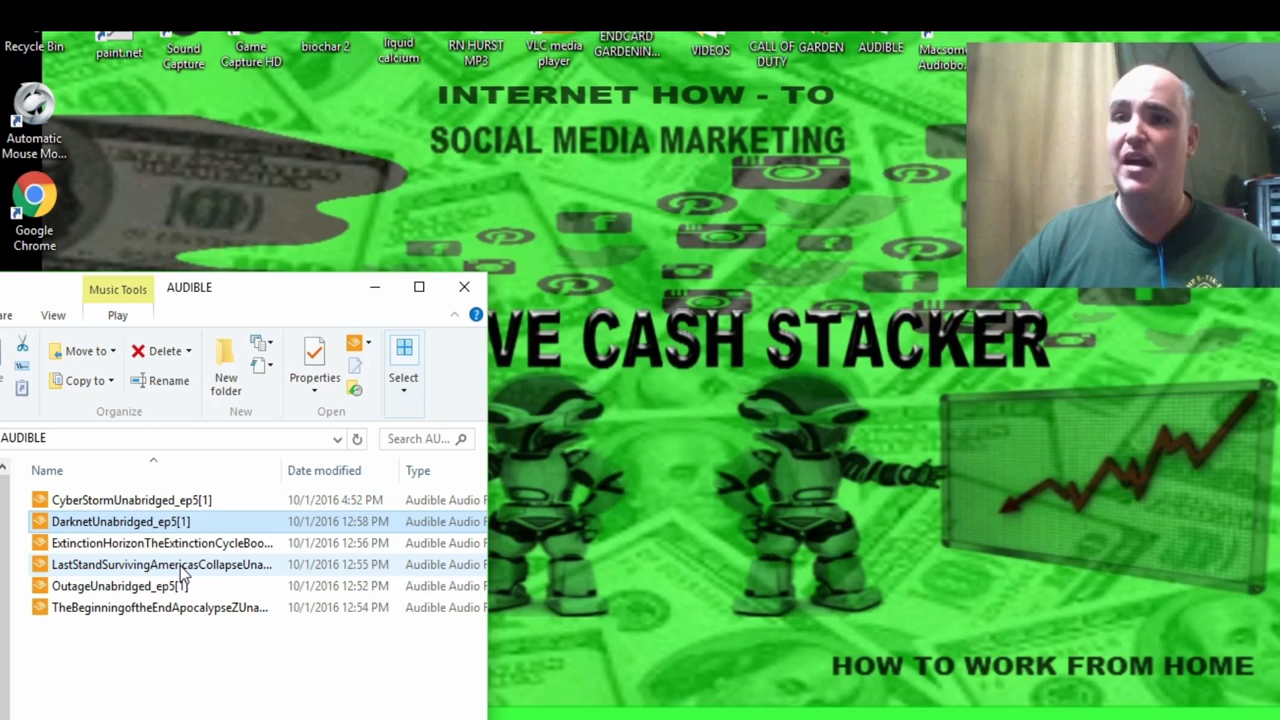 Recycle Bin
paint.net
Sound
Capture
Game
Capture HD
biochar 2
liquid
calcium
RN HURST
MP3
VLC media
player
ENDCARD
GARDENIN...
VIDEOS
CALL OF
DUTY
GARDEN
AUDIBLE
Macsome
Audiobo...
Automatic
Mouse Mo...
Google
Chrome
INTERNET HOW - TO
SOCIAL MEDIA MARKETING
VE CASH STACKER
HOW TO WORK FROM HOME
Music Tools
AUDIBLE
are
View
Play
Move to
Delete
Copy to
Rename
New
folder
Properties
Select
Organize
New
Open
AUDIBLE
Search AU...
Name
Date modified
Type
CyberStormUnabridged_ep5[1] 10/1/2016 4:52 PM Audible Audio F
DarknetUnabridged_ep5[1] 10/1/2016 12:58 PM Audible Audio F
ExtinctionHorizonTheExtinctionCycleBoo... 10/1/2016 12:56 PM Audible Audio F
LastStandSurvivingAmericasCollapseUna... 10/1/2016 12:55 PM Audible Audio F
OutageUnabridged_ep5[1] 10/1/2016 12:52 PM Audible Audio F
TheBeginningoftheEndApocalypseZUna... 10/1/2016 12:54 PM Audible Audio F